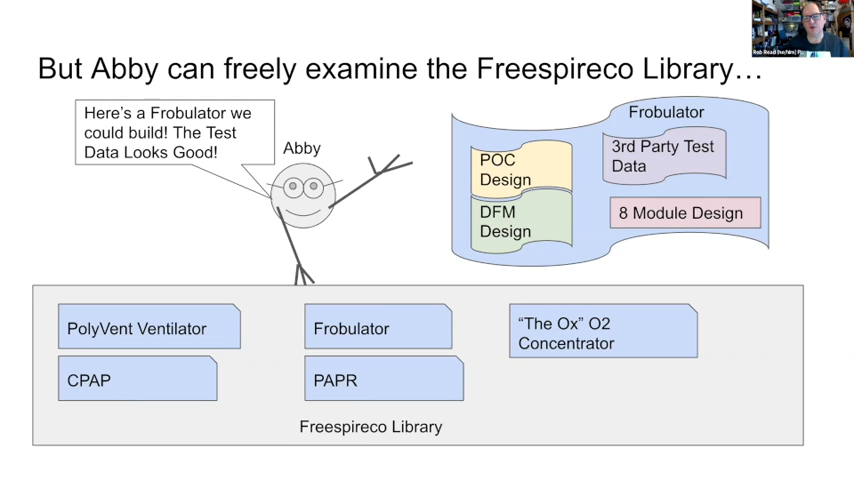 But Abby can freely examine the Freespireco Library…
Here's a Frobulator we
could build! The Test
Data Looks Good!
Abby
Frobulator
POC
Design
3rd Party Test
Data
DFM
Design
8 Module Design
PolyVent Ventilator
Frobulator
“The Ox” O2
Concentrator
CPAP
PAPR
Freespireco Library